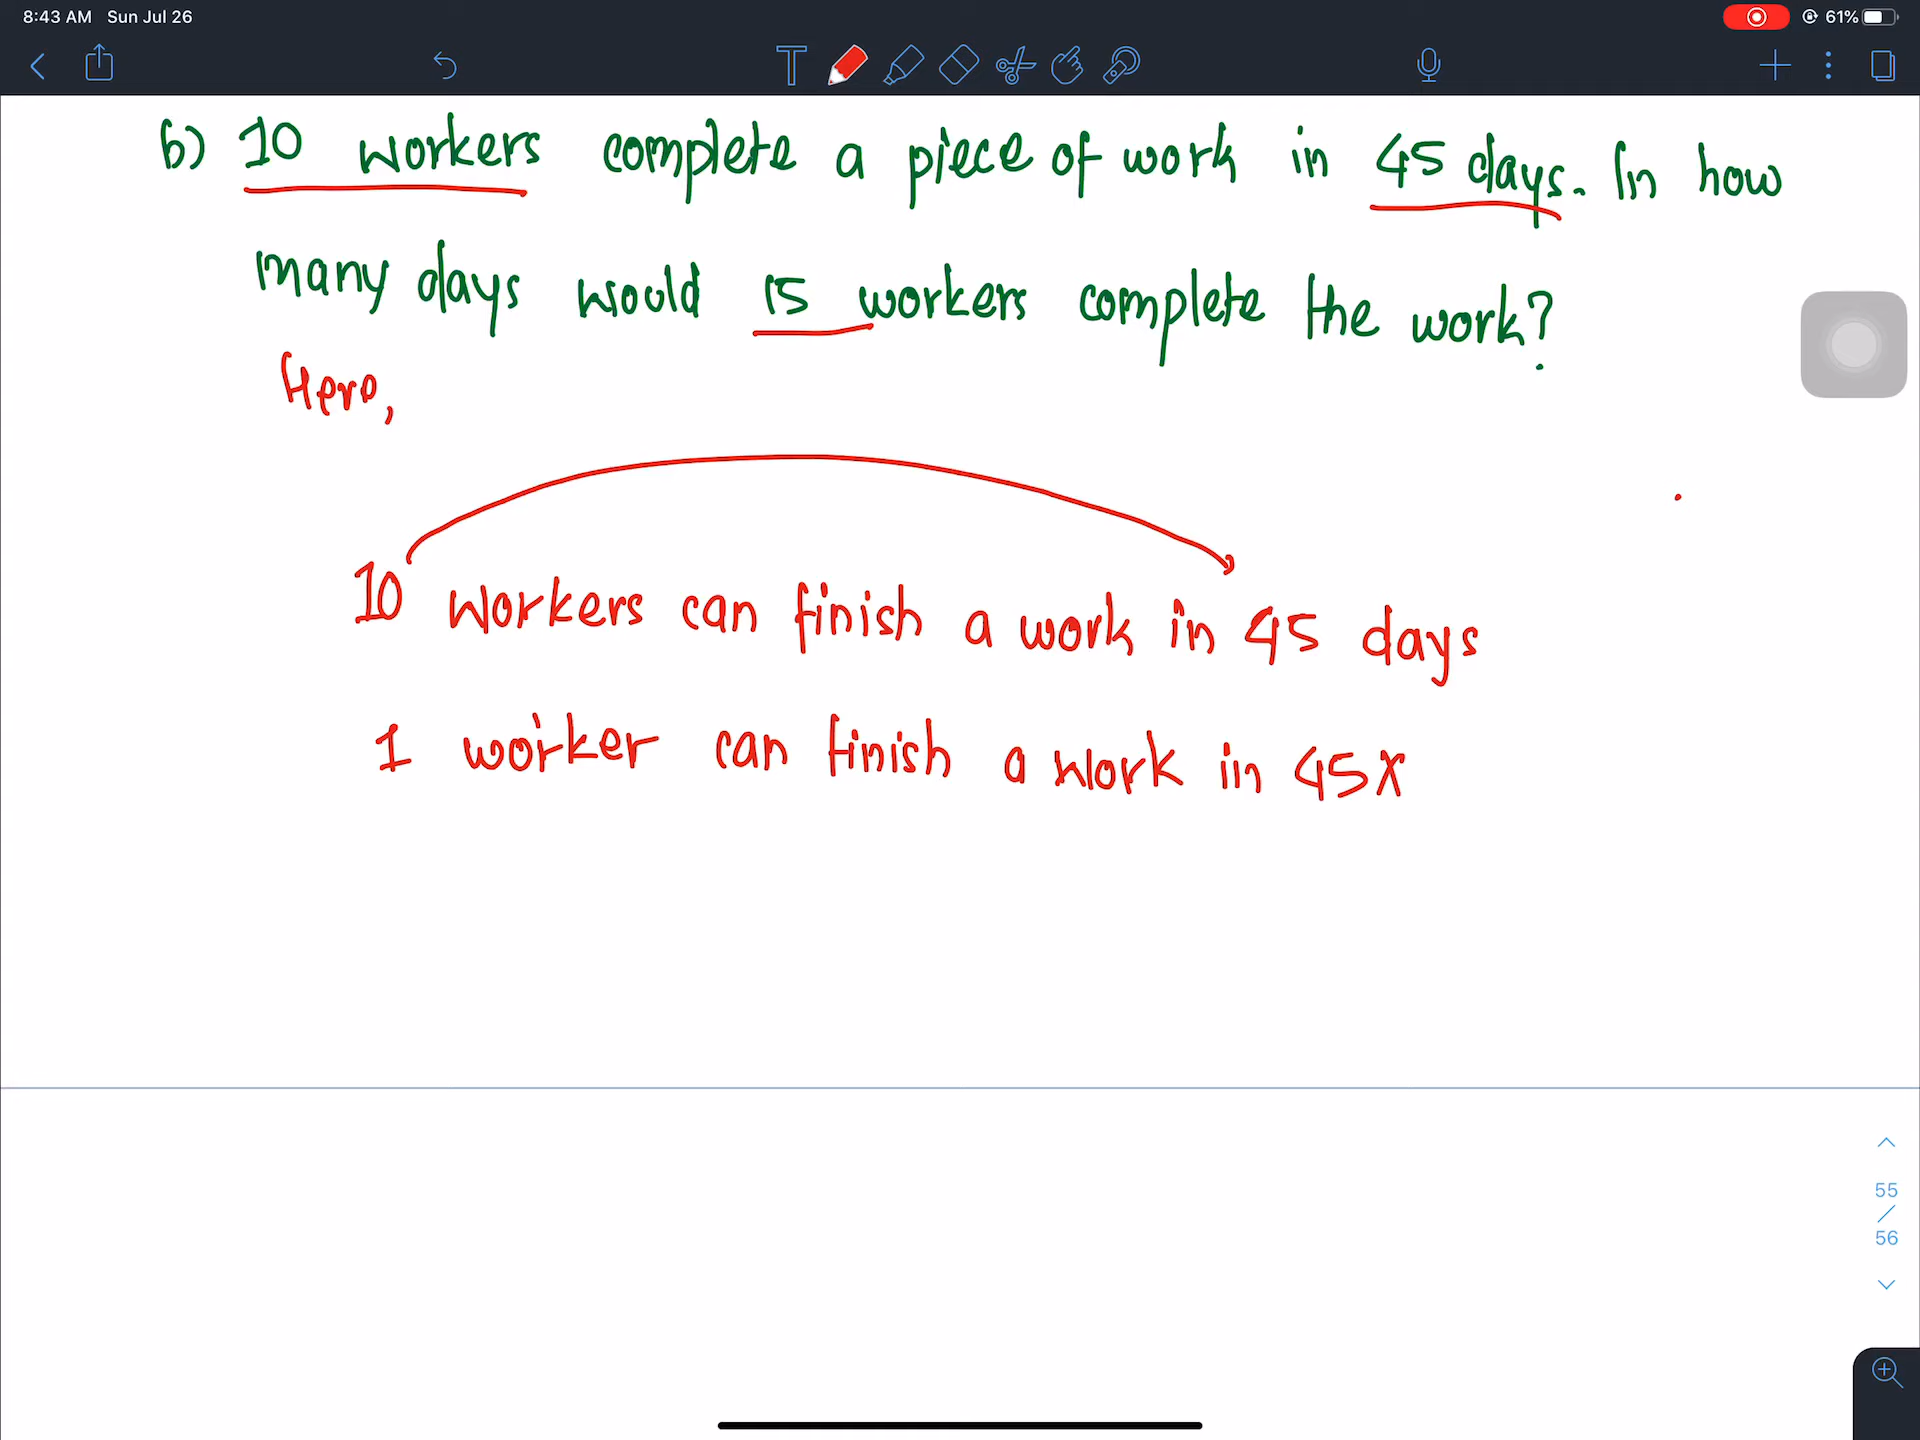 8:43 AM Sun Jul 26
61%
b) 10 workers complete a piece of work in 45 days. In how
many days would 15 workers complete the work?
Here,
10 workers can finish a work in 45 days
1 worker can finish a work in 45x
55
/
56